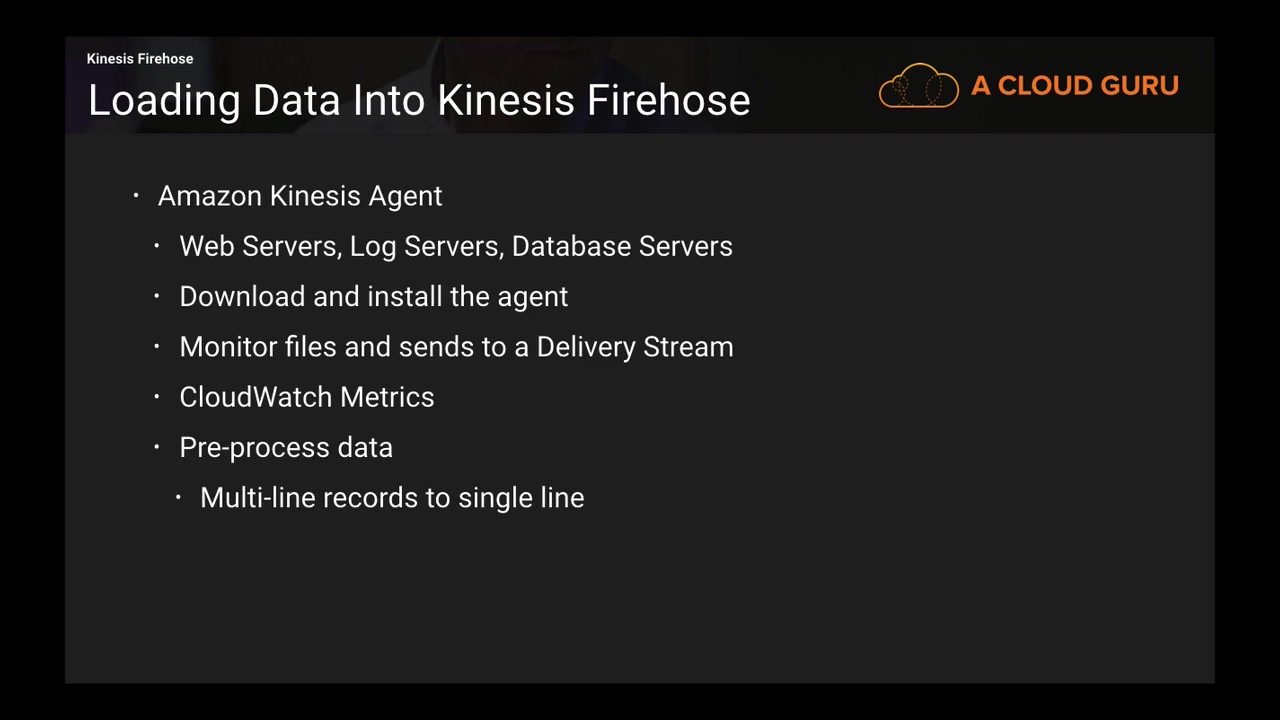 Kinesis Firehose
Loading Data Into Kinesis Firehose
A CLOUD GURU
· Amazon Kinesis Agent
· Web Servers, Log Servers, Database Servers
· Download and install the agent
· Monitor files and sends to a Delivery Stream
· CloudWatch Metrics
· Pre-process data
· Multi-line records to single line